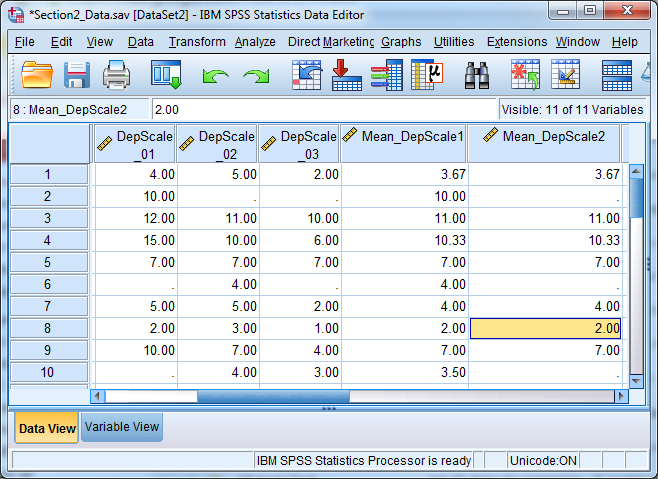 *Section2_Data.sav [DataSet2] - IBM SPSS Statistics Data Editor
File Edit View Data Transform Analyze Direct Marketing Graphs Utilities Extensions Window Help
8 : Mean_DepScale2 2.00 Visible: 11 of 11 Variables
DepScale_01 DepScale_02 DepScale_03 Mean_DepScale1 Mean_DepScale2
1 4.00 5.00 2.00 3.67 3.67
2 10.00 . . 10.00 .
3 12.00 11.00 10.00 11.00 11.00
4 15.00 10.00 6.00 10.33 10.33
5 7.00 7.00 7.00 7.00 7.00
6 . 4.00 . 4.00 .
7 5.00 5.00 2.00 4.00 4.00
8 2.00 3.00 1.00 2.00 2.00
9 10.00 7.00 4.00 7.00 7.00
10 . 4.00 3.00 3.50 .
Data View Variable View
IBM SPSS Statistics Processor is ready Unicode:ON